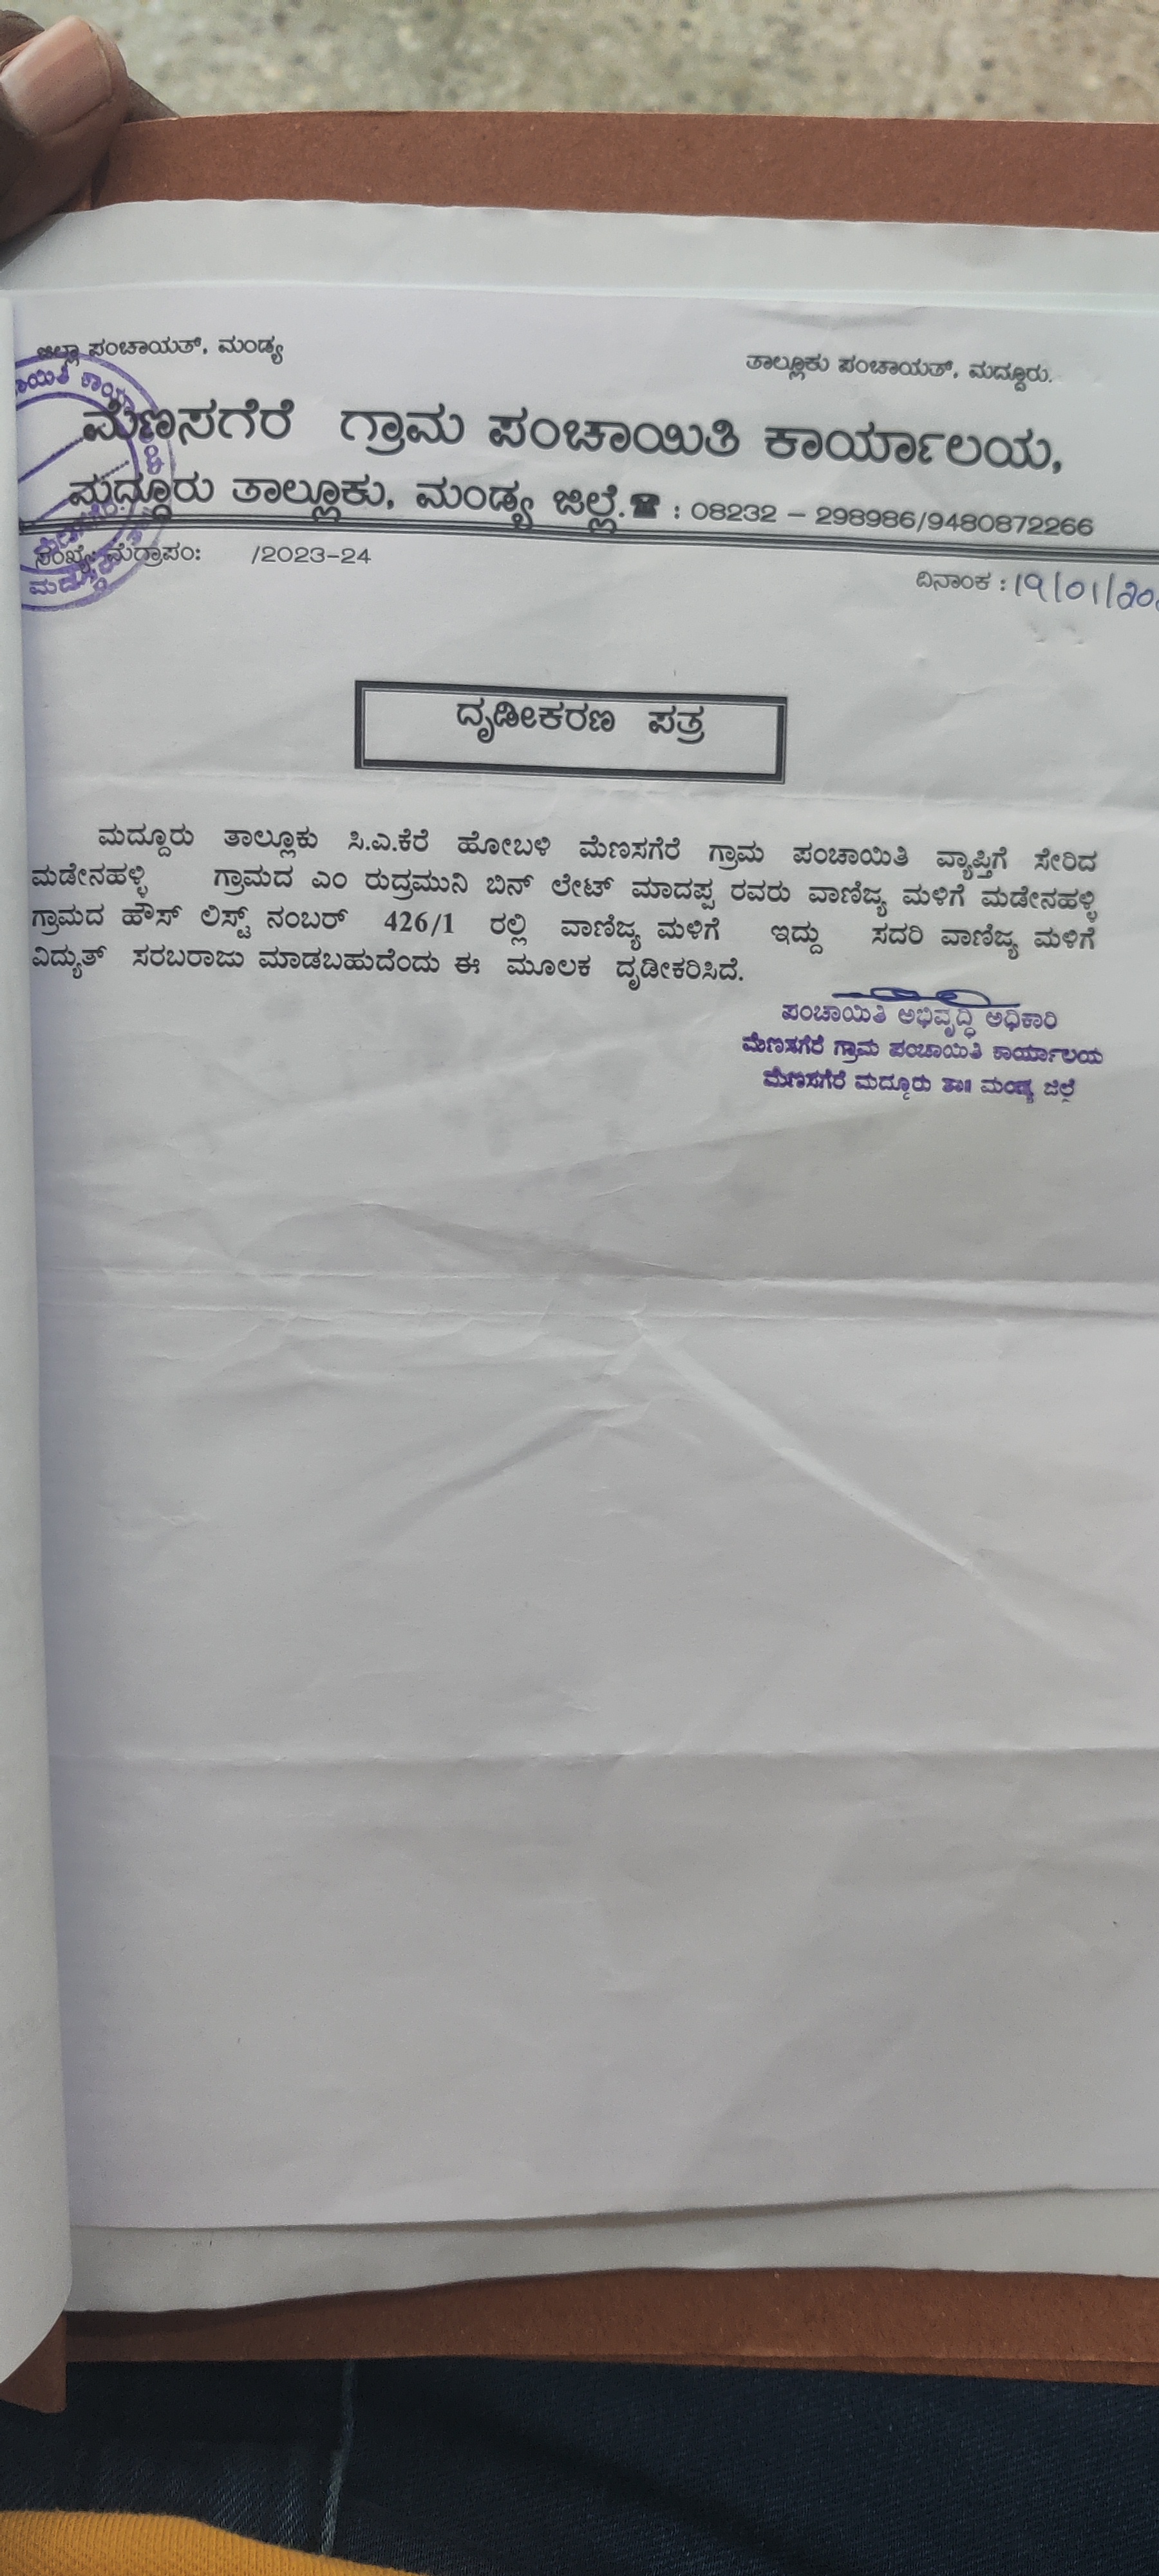 ಜಿಲ್ಲಾ ಪಂಚಾಯತ್, ಮಂಡ್ಯ
ತಾಲ್ಲೂಕು ಪಂಚಾಯತ್, ಮದ್ದೂರು.
ಮೆಣಸಗೆರೆ ಗ್ರಾಮ ಪಂಚಾಯಿತಿ ಕಾರ್ಯಾಲಯ,
ಮದ್ದೂರು ತಾಲ್ಲೂಕು, ಮಂಡ್ಯ ಜಿಲ್ಲೆ.☎ : 08232 – 298986/9480872266
ಸಂಖ್ಯೆ: ಮೆಗ್ರಾಪಂ: /2023-24
ದಿನಾಂಕ : 19/01/20
ದೃಡೀಕರಣ ಪತ್ರ
ಮದ್ದೂರು ತಾಲ್ಲೂಕು ಸಿ.ಎ.ಕೆರೆ ಹೋಬಳಿ ಮೆಣಸಗೆರೆ ಗ್ರಾಮ ಪಂಚಾಯಿತಿ ವ್ಯಾಪ್ತಿಗೆ ಸೇರಿದ
ಮಡೇನಹಳ್ಳಿ ಗ್ರಾಮದ ಎಂ ರುದ್ರಮುನಿ ಬಿನ್ ಲೇಟ್ ಮಾದಪ್ಪ ರವರು ವಾಣಿಜ್ಯ ಮಳಿಗೆ ಮಡೇನಹಳ್ಳಿ
ಗ್ರಾಮದ ಹೌಸ್ ಲಿಸ್ಟ್ ನಂಬರ್ 426/1 ರಲ್ಲಿ ವಾಣಿಜ್ಯ ಮಳಿಗೆ ಇದ್ದು ಸದರಿ ವಾಣಿಜ್ಯ ಮಳಿಗೆ
ವಿದ್ಯುತ್ ಸರಬರಾಜು ಮಾಡಬಹುದೆಂದು ಈ ಮೂಲಕ ದೃಡೀಕರಿಸಿದೆ.
ಪಂಚಾಯಿತಿ ಅಭಿವೃದ್ಧಿ ಅಧಿಕಾರಿ
ಮೆಣಸಗೆರೆ ಗ್ರಾಮ ಪಂಚಾಯಿತಿ ಕಾರ್ಯಾಲಯ
ಮೆಣಸಗೆರೆ ಮದ್ದೂರು ತಾ॥ ಮಂಡ್ಯ ಜಿಲ್ಲೆ